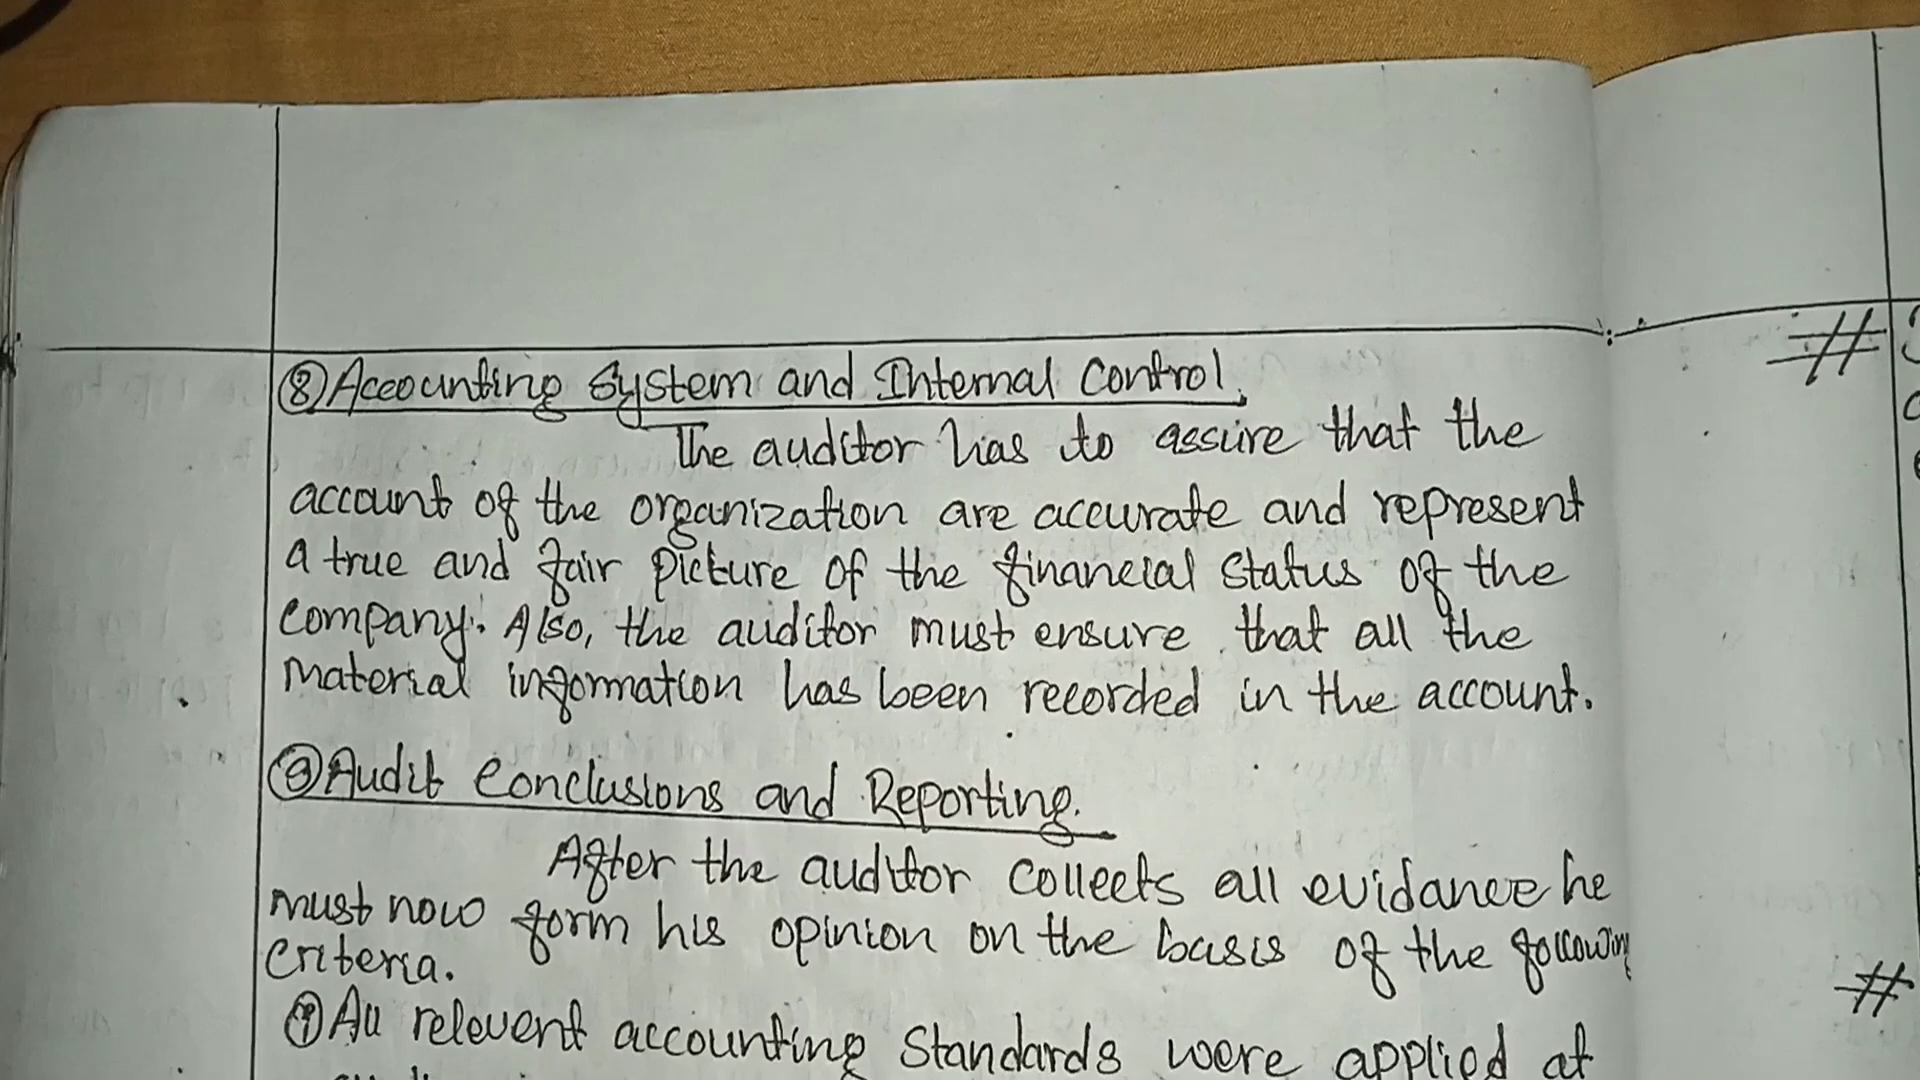 ⑧ Accounting System and Internal Control.
The auditor has to assure that the
account of the organization are accurate and represent
a true and fair picture of the financial status of the
company. Also, the auditor must ensure that all the
material information has been recorded in the account.
⑨ Audit Conclusions and Reporting.
After the auditor collects all evidance he
must now form his opinion on the basis of the following
criteria.
All relevent accounting standards were applied at
#
#